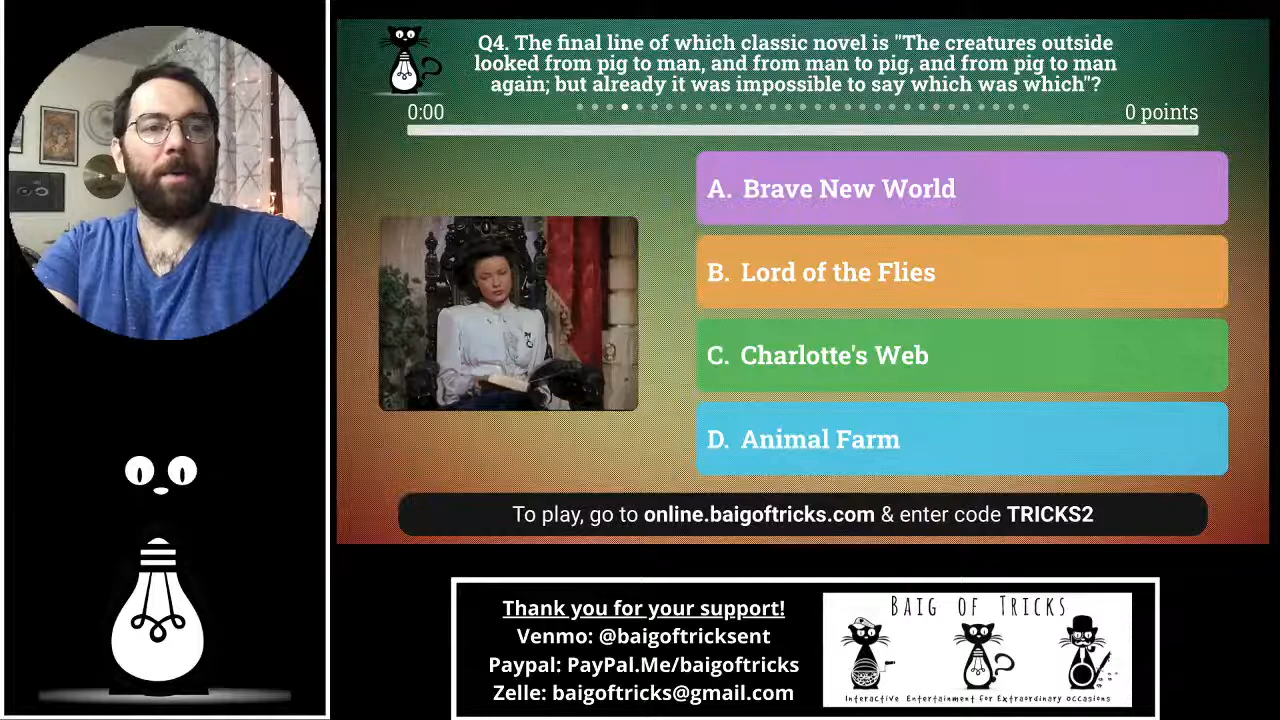 Q4. The final line of which classic novel is "The creatures outside
looked from pig to man, and from man to pig, and from pig to man
again; but already it was impossible to say which was which"?
0:00
0 points
A. Brave New World
B. Lord of the Flies
C. Charlotte's Web
D. Animal Farm
To play, go to online.baigoftricks.com & enter code TRICKS2
Thank you for your support!
Venmo: @baigoftricksent
Paypal: PayPal.Me/baigoftricks
Zelle: baigoftricks@gmail.com
BAIG OF TRICKS
Interactive Entertainment for Extraordinary occasions